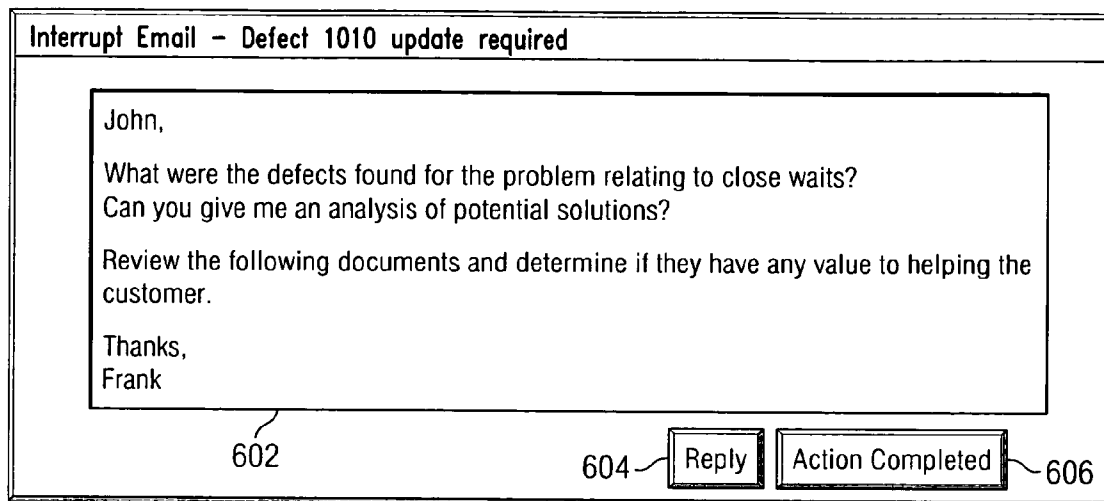 Interrupt Email – Defect 1010 update required
John,
What were the defects found for the problem relating to close waits?
Can you give me an analysis of potential solutions?
Review the following documents and determine if they have any value to helping the
customer.
Thanks,
Frank
602
604 Reply Action Completed 606